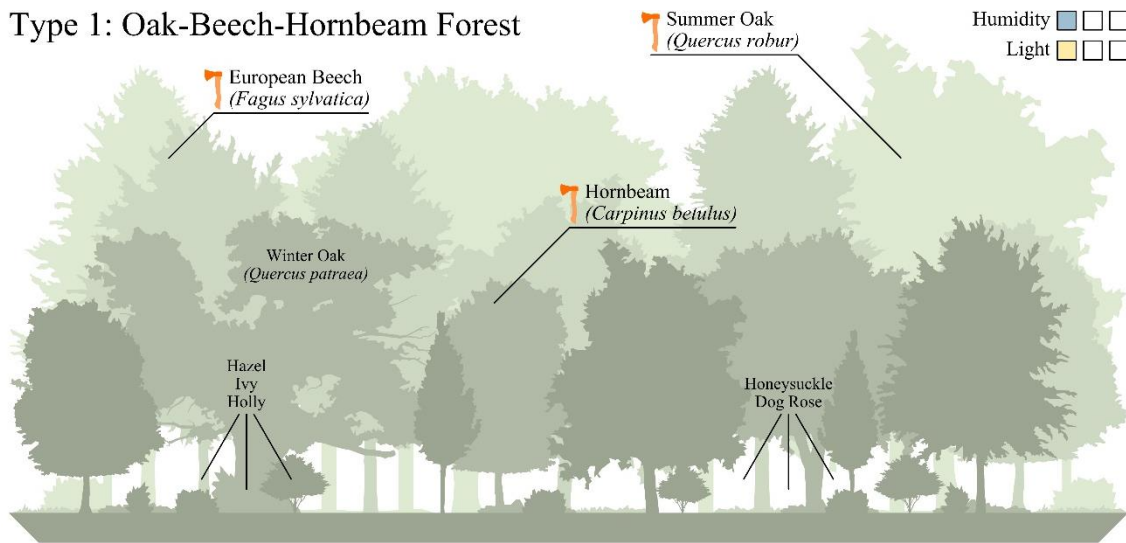 Type 1: Oak-Beech-Hornbeam Forest
Summer Oak
(Quercus robur)
Humidity
Light
European Beech
(Fagus sylvatica)
Hornbeam
(Carpinus betulus)
Winter Oak
(Quercus patraea)
Hazel
Ivy
Holly
Honeysuckle
Dog Rose